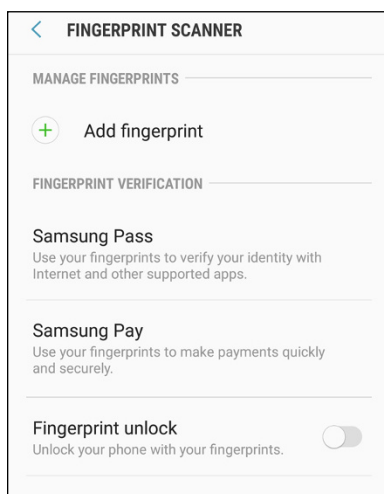 FINGERPRINT SCANNER
MANAGE FINGERPRINTS
Add fingerprint
FINGERPRINT VERIFICATION
Samsung Pass
Use your fingerprints to verify your identity with
Internet and other supported apps.
Samsung Pay
Use your fingerprints to make payments quickly
and securely.
Fingerprint unlock
Unlock your phone with your fingerprints.